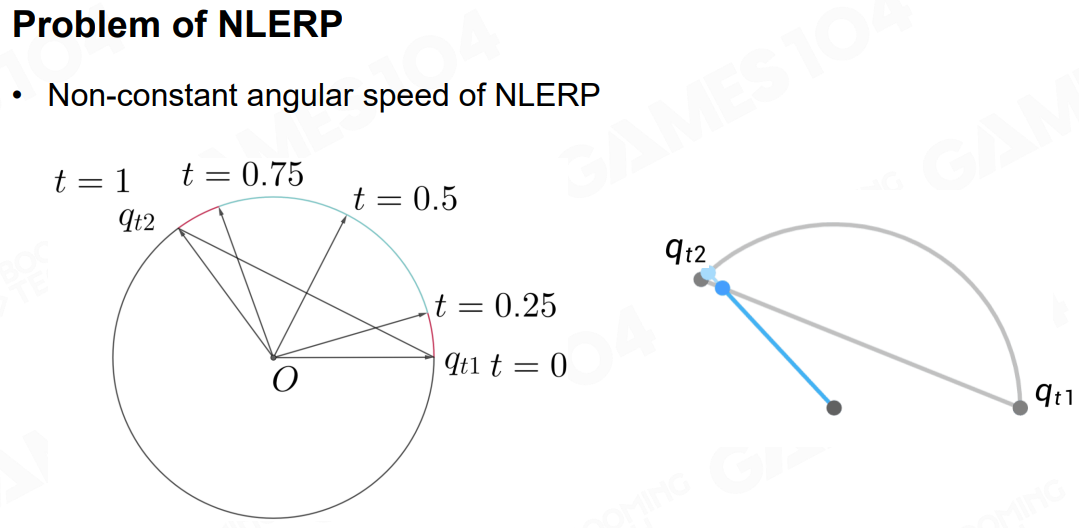 Problem of NLERP
• Non-constant angular speed of NLERP
t = 1
t = 0.75
t = 0.5
q_{t2}
t = 0.25
q_{t1} t = 0
O
q_{t2}
q_{t1}
GAMES104